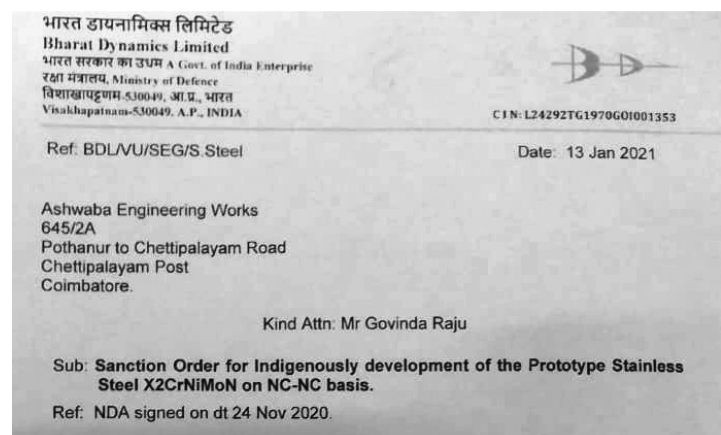 भारत डायनामिक्स लिमिटेड
Bharat Dynamics Limited
भारत सरकार का उधम A Govt. of India Enterprise
रक्षा मंत्रालय, Ministry of Defence
विशाखापट्टणम-530049, आं.प्र., भारत
Visakhapatnam-530049. A.P., INDIA
CIN:L24292TG1970GOI001353
Ref: BDL/VU/SEG/S.Steel
Date: 13 Jan 2021
Ashwaba Engineering Works
645/2A
Pothanur to Chettipalayam Road
Chettipalayam Post
Coimbatore.
Kind Attn: Mr Govinda Raju
Sub: Sanction Order for Indigenously development of the Prototype Stainless
Steel X2CrNiMoN on NC-NC basis.
Ref: NDA signed on dt 24 Nov 2020.